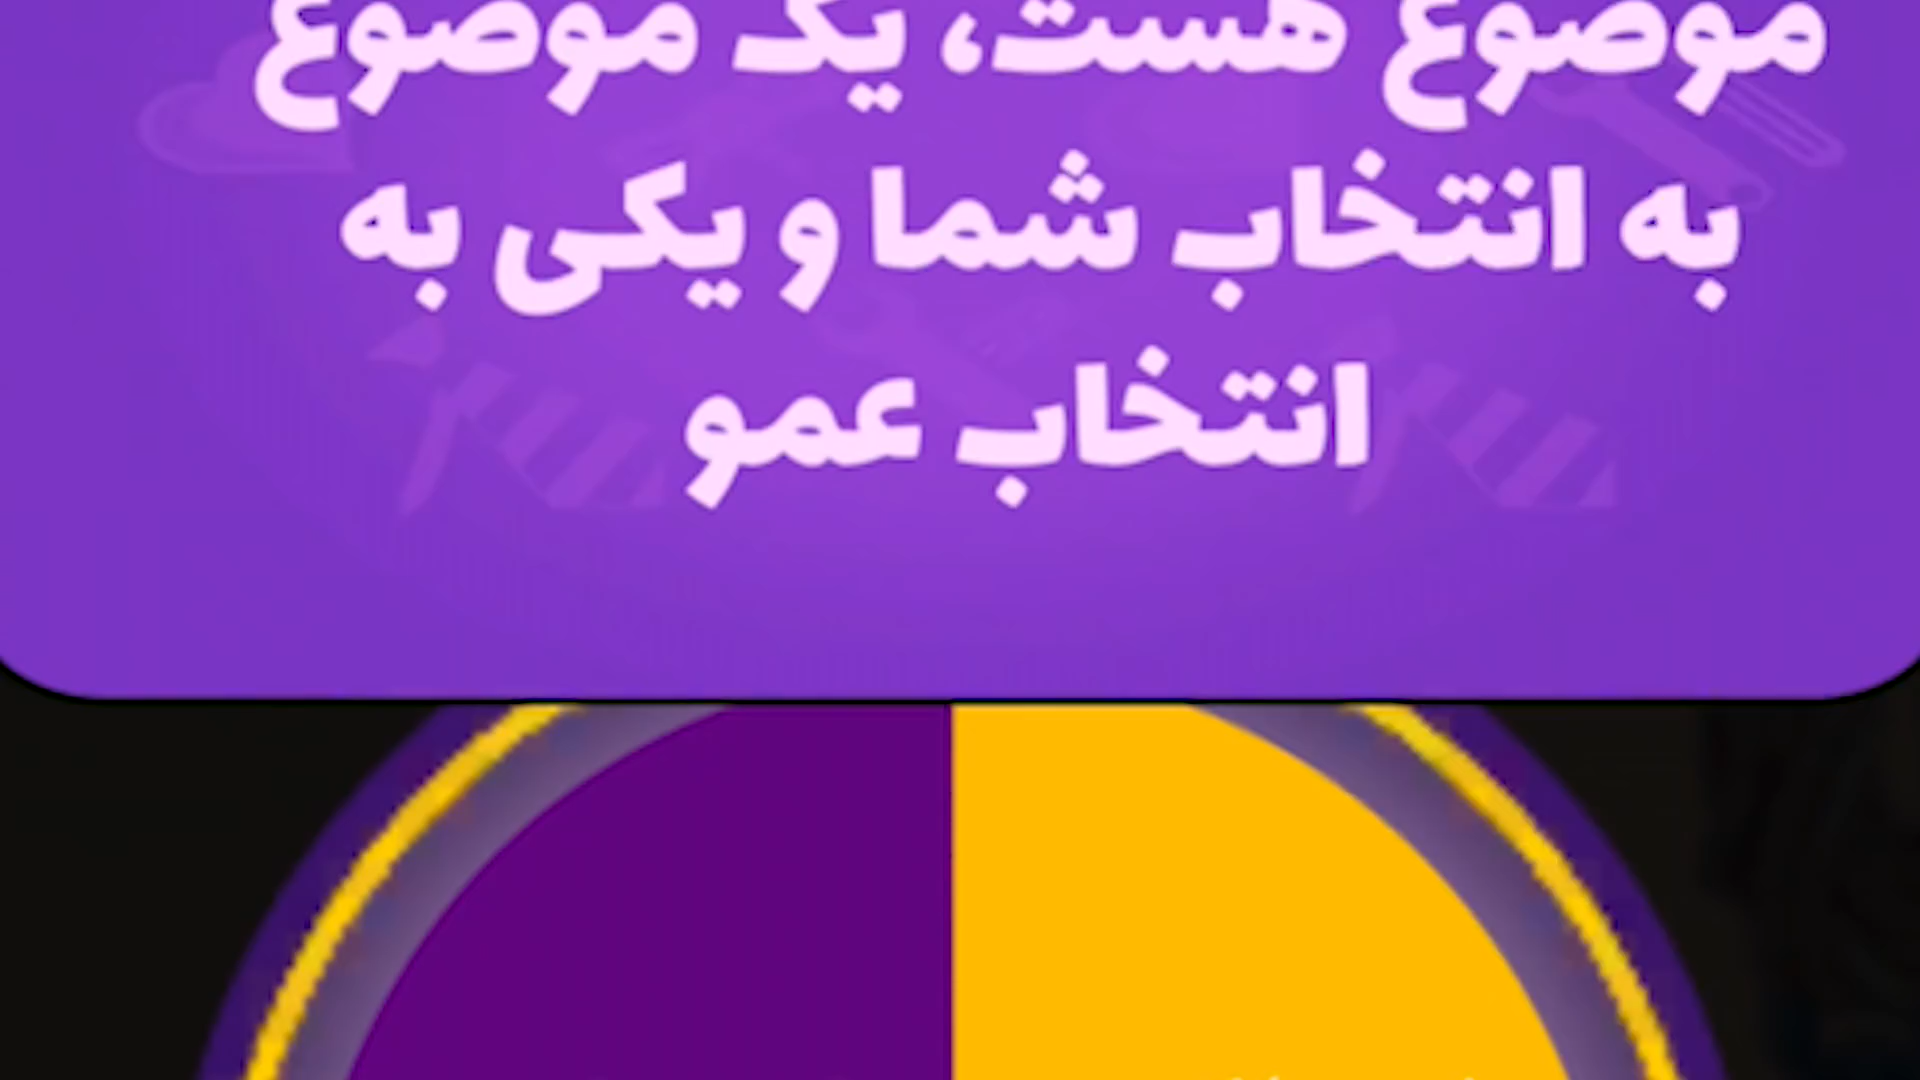 موضوع هست، یک موضوع
به انتخاب شما و یکی به
انتخاب عمو